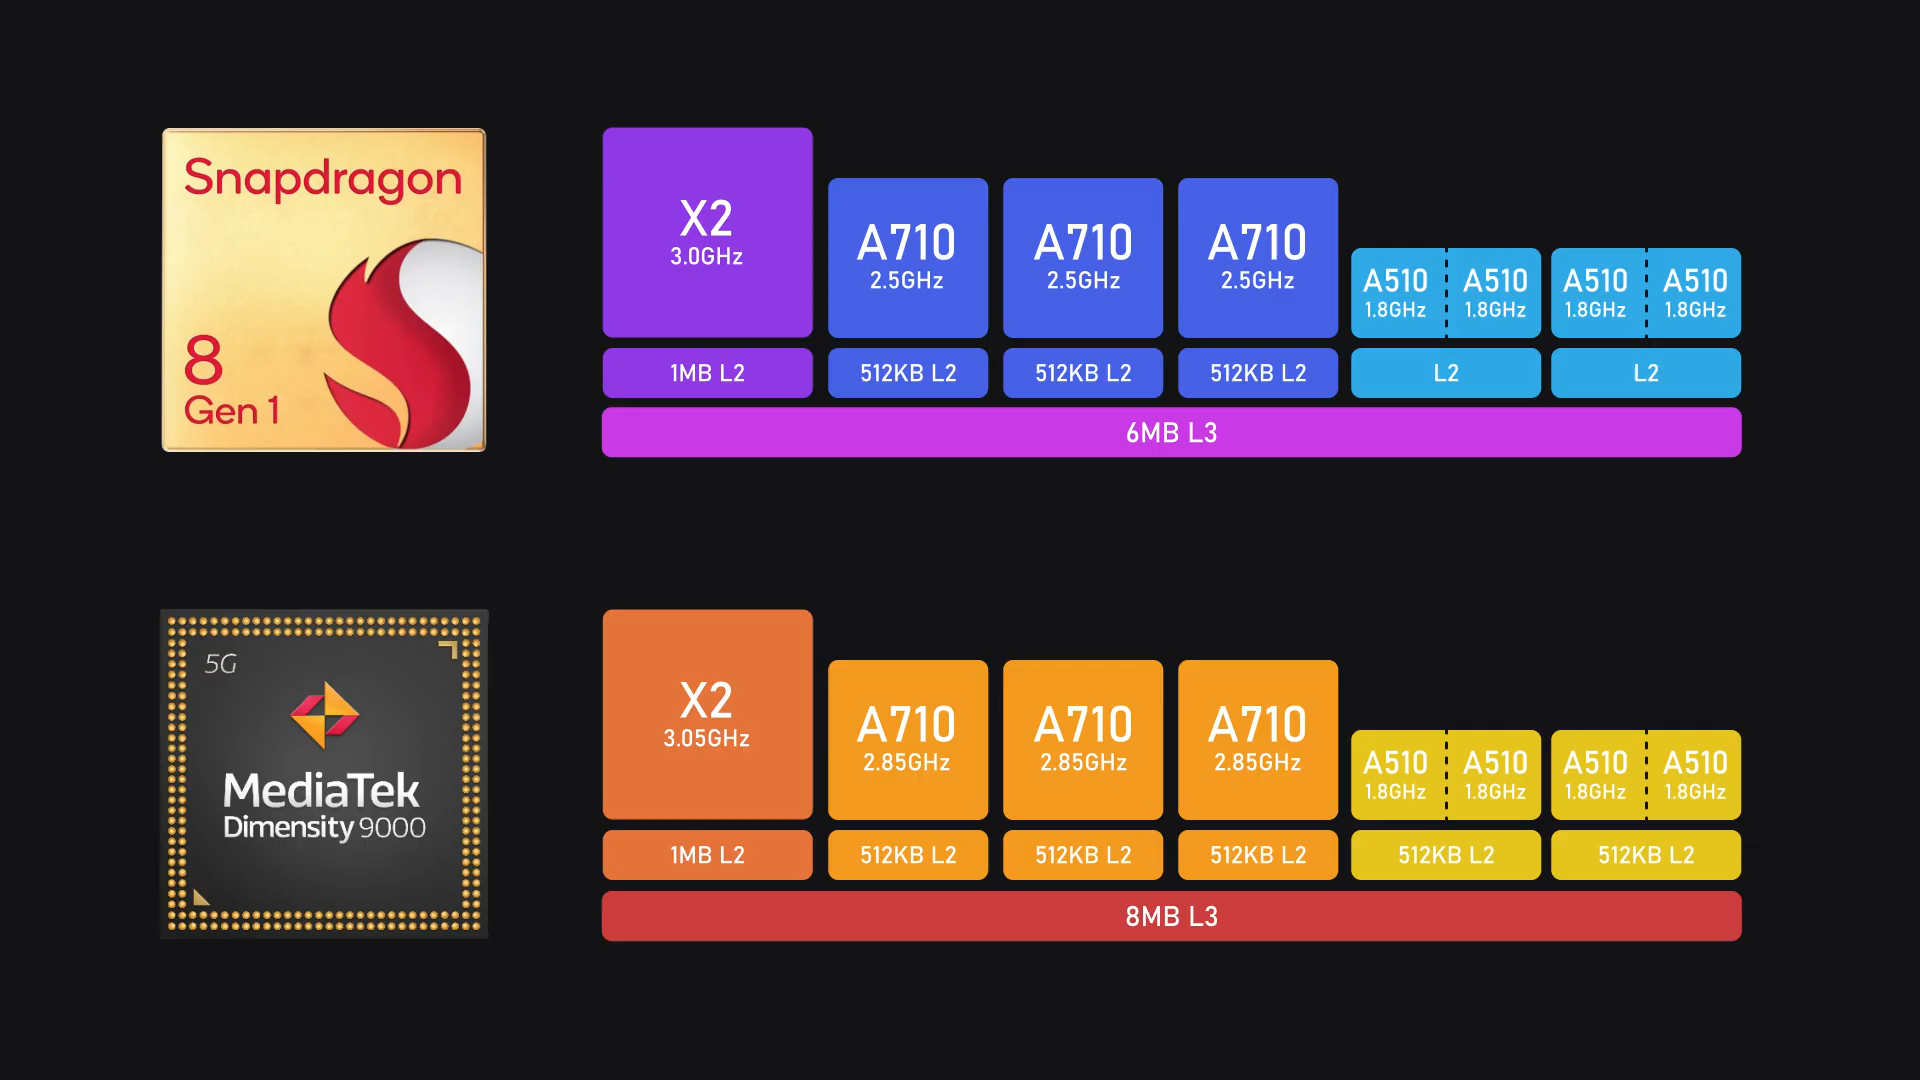 Snapdragon
8
Gen 1
X2
3.0GHz
A710
2.5GHz
A710
2.5GHz
A710
2.5GHz
A510
1.8GHz
A510
1.8GHz
A510
1.8GHz
A510
1.8GHz
1MB L2
512KB L2
512KB L2
512KB L2
L2
L2
6MB L3
5G
MediaTek
Dimensity 9000
X2
3.05GHz
A710
2.85GHz
A710
2.85GHz
A710
2.85GHz
A510
1.8GHz
A510
1.8GHz
A510
1.8GHz
A510
1.8GHz
1MB L2
512KB L2
512KB L2
512KB L2
512KB L2
512KB L2
8MB L3